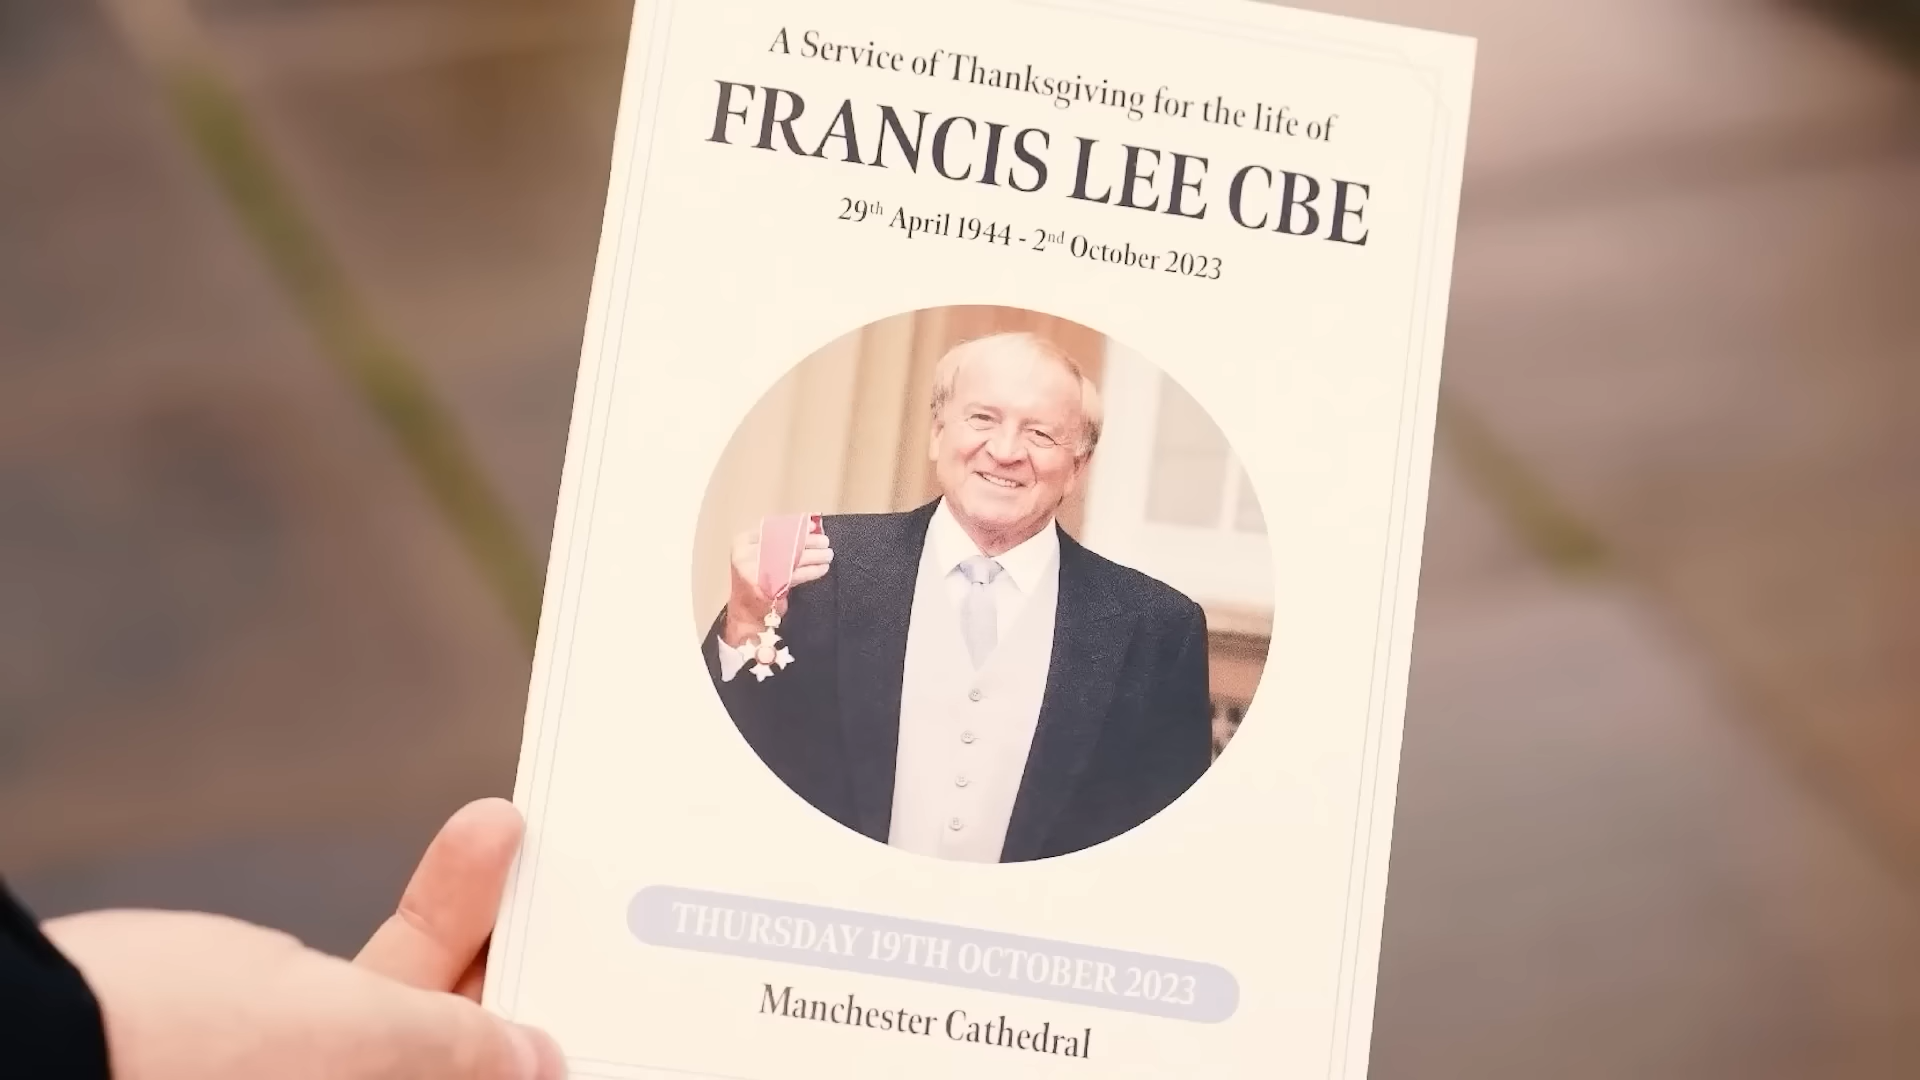 A Service of Thanksgiving for the life of
FRANCIS LEE CBE
29th April 1944 - 2nd October 2023
THURSDAY 19TH OCTOBER 2023
Manchester Cathedral